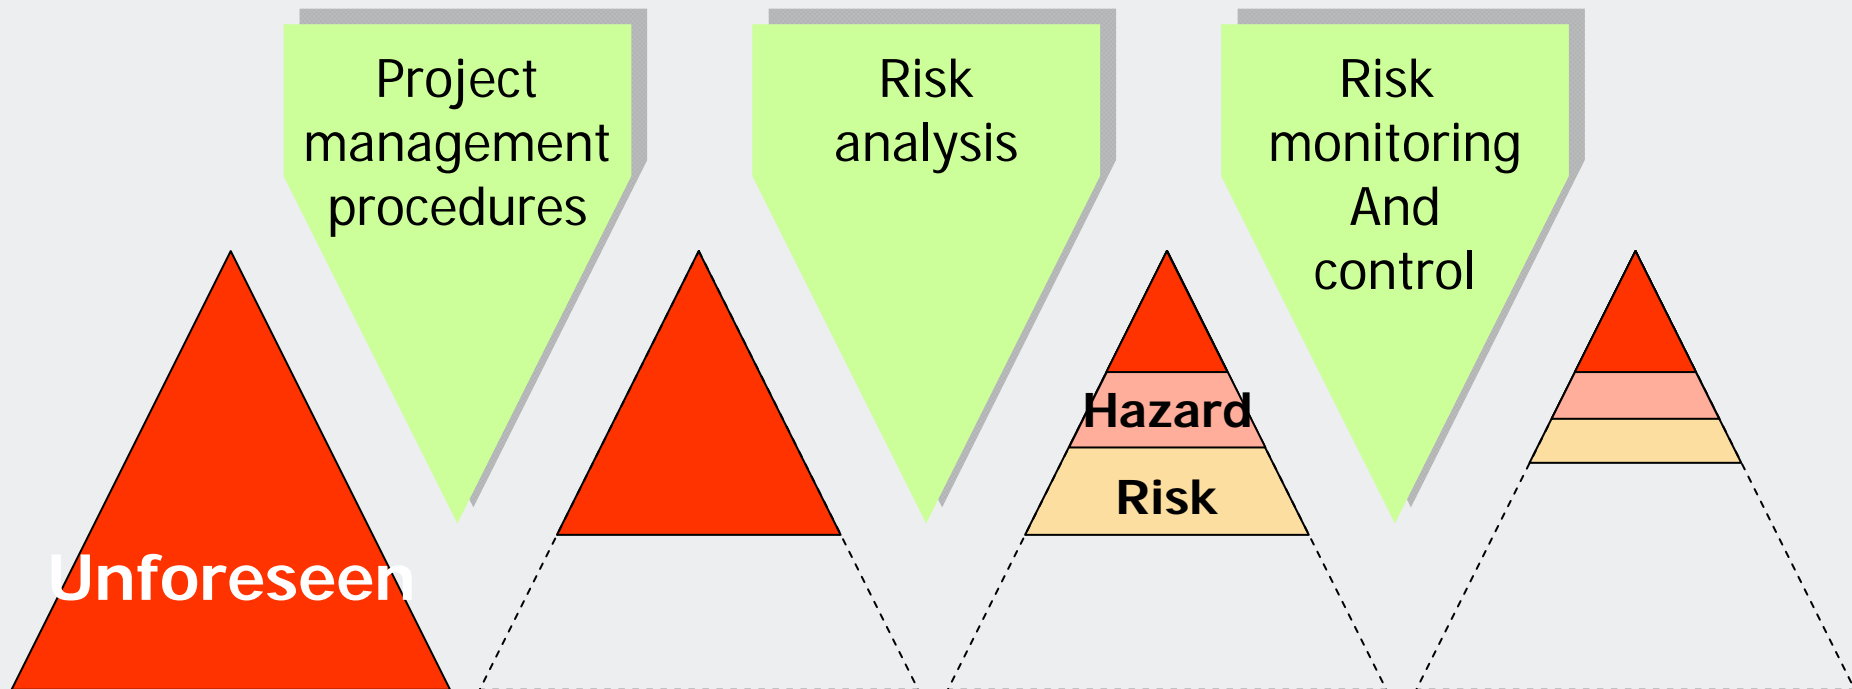 Project
management
procedures
Risk
analysis
Risk
monitoring
And
control
Unforeseen
Hazard
Risk